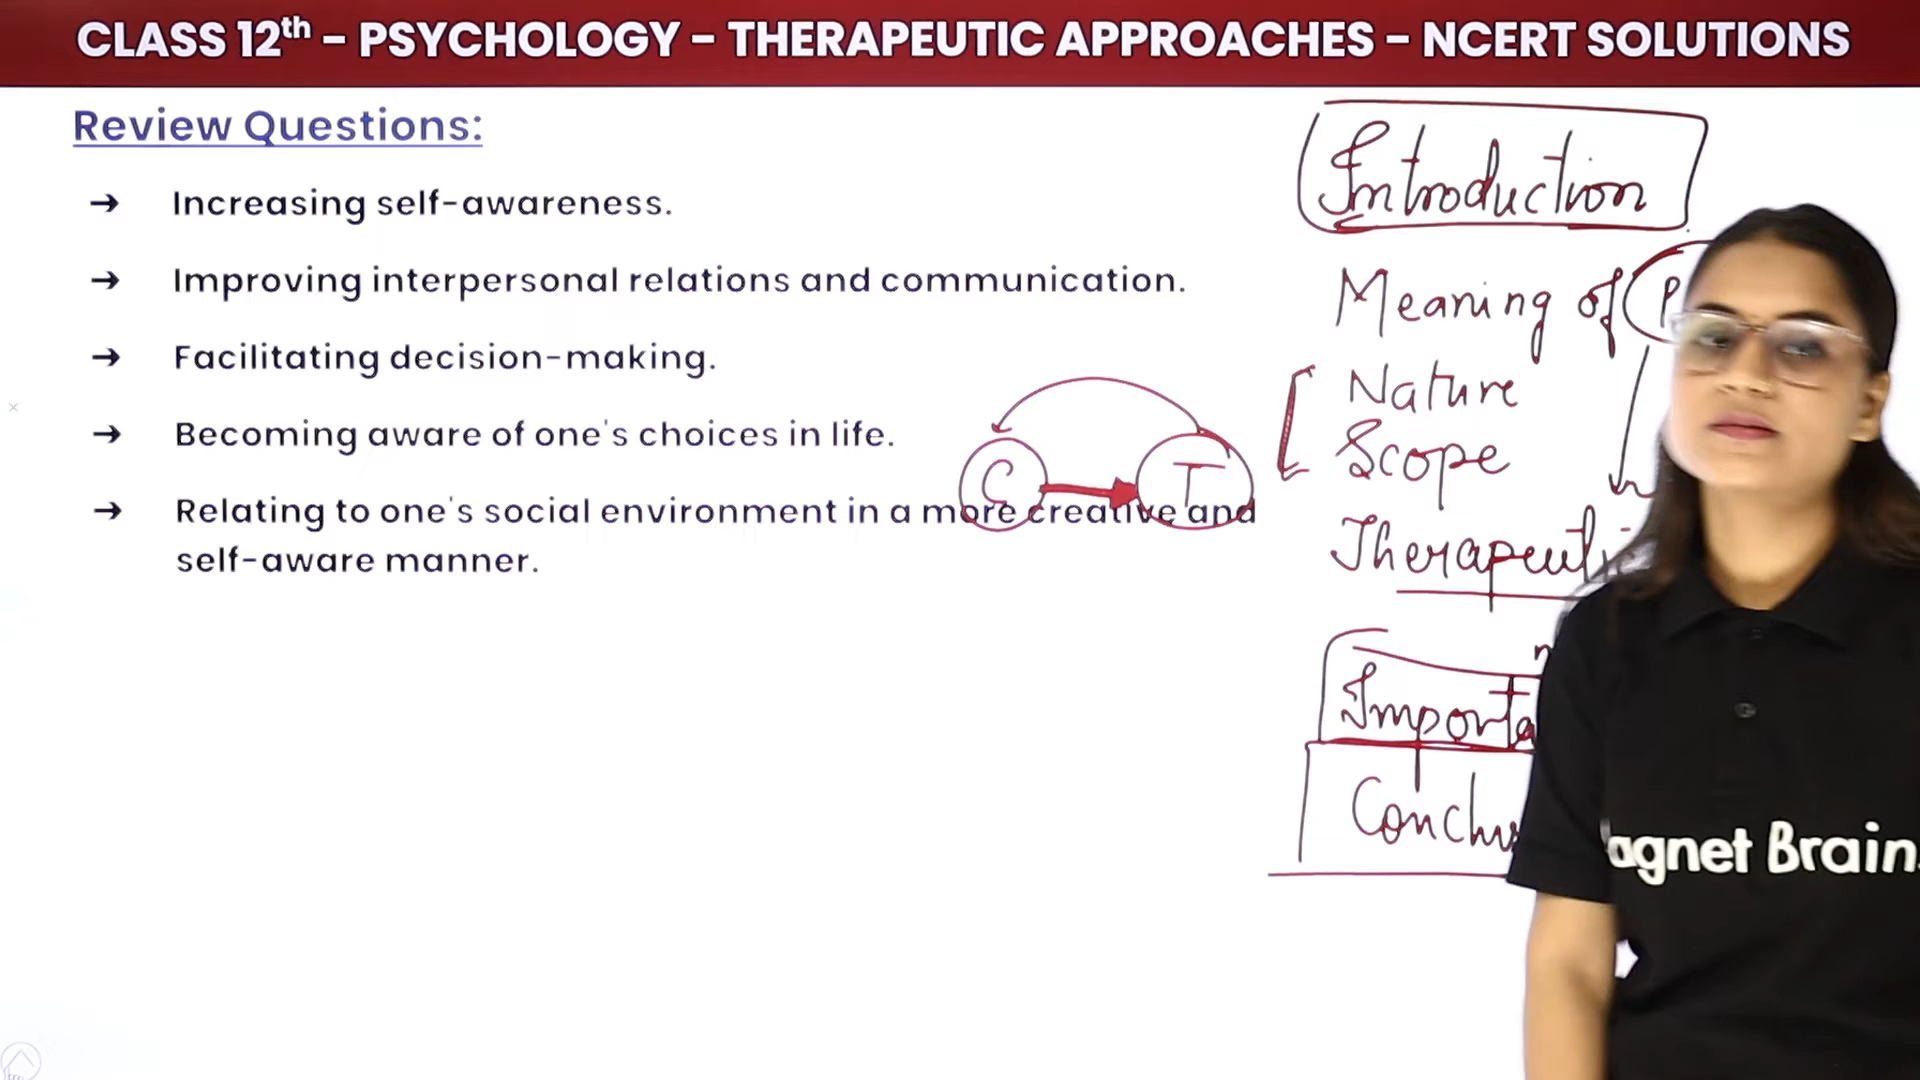 CLASS 12th - PSYCHOLOGY - THERAPEUTIC APPROACHES - NCERT SOLUTIONS
Review Questions:
→ Increasing self-awareness.
→ Improving interpersonal relations and communication.
→ Facilitating decision-making.
→ Becoming aware of one's choices in life.
→ Relating to one's social environment in a more creative and
self-aware manner.
C T
Introduction
Meaning of P
Nature
Scope
Therapeuti
Importa
Conclus
agnet Brain